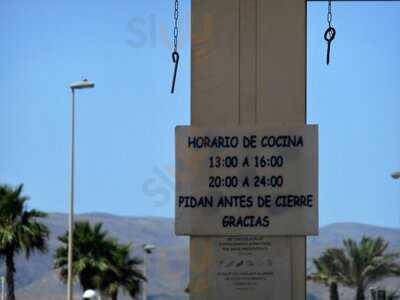 HORARIO DE COCINA
13:00 A 16:00
20:00 A 24:00
PIDAN ANTES DE CIERRE
GRACIAS